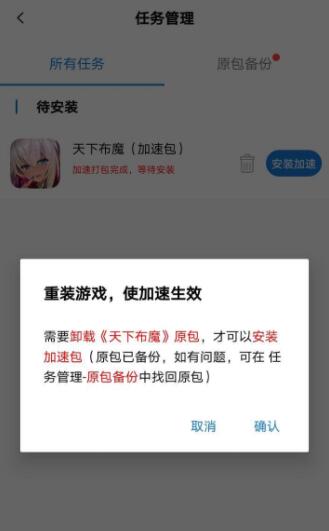 任务管理
所有任务
原包备份
待安装
天下布魔（加速包）
加速打包完成，等待安装
安装加速
重装游戏，使加速生效
需要卸载《天下布魔》原包，才可以安装
加速包（原包已备份，如有问题，可在 任
务管理-原包备份中找回原包）
取消
确认